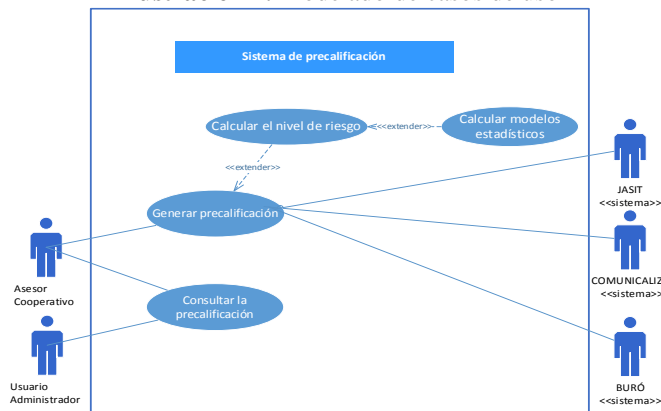 Sistema de precalificación
Calcular el nivel de riesgo
<<extender>>
Calcular modelos
estadísticos
<<extender>>
Generar precalificación
Consultar la
precalificación
Asesor
Cooperativo
Usuario
Administrador
JASIT
<<sistema>>
COMUNICALIZ
<<sistema>>
BURÓ
<<sistema>>